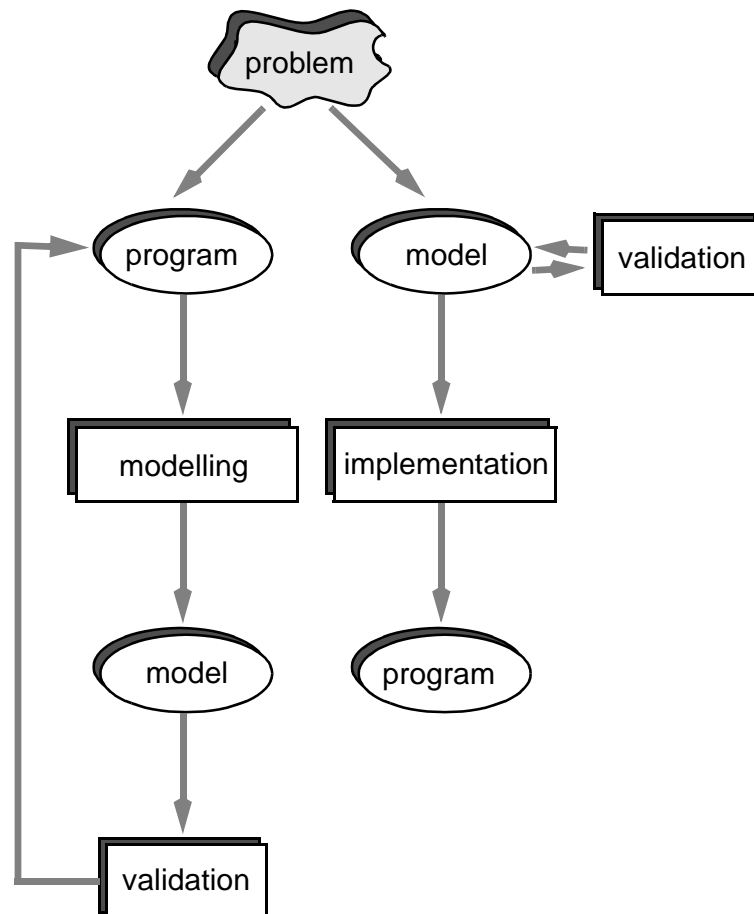 problem
program
model
validation
modelling
implementation
model
program
validation